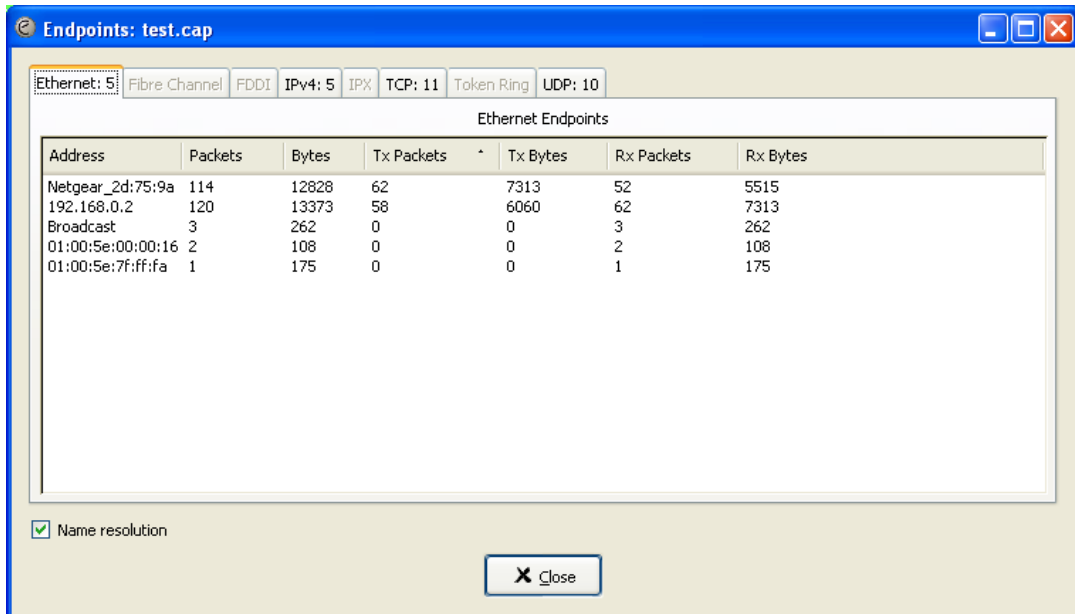 Endpoints: test.cap
Ethernet: 5 Fibre Channel FDDI IPv4: 5 IPX TCP: 11 Token Ring UDP: 10
Ethernet Endpoints
Address Packets Bytes Tx Packets Tx Bytes Rx Packets Rx Bytes
Netgear_2d:75:9a 114 12828 62 7313 52 5515
192.168.0.2 120 13373 58 6060 62 7313
Broadcast 3 262 0 0 3 262
01:00:5e:00:00:16 2 108 0 0 2 108
01:00:5e:7f:ff:fa 1 175 0 0 1 175
Name resolution
Close